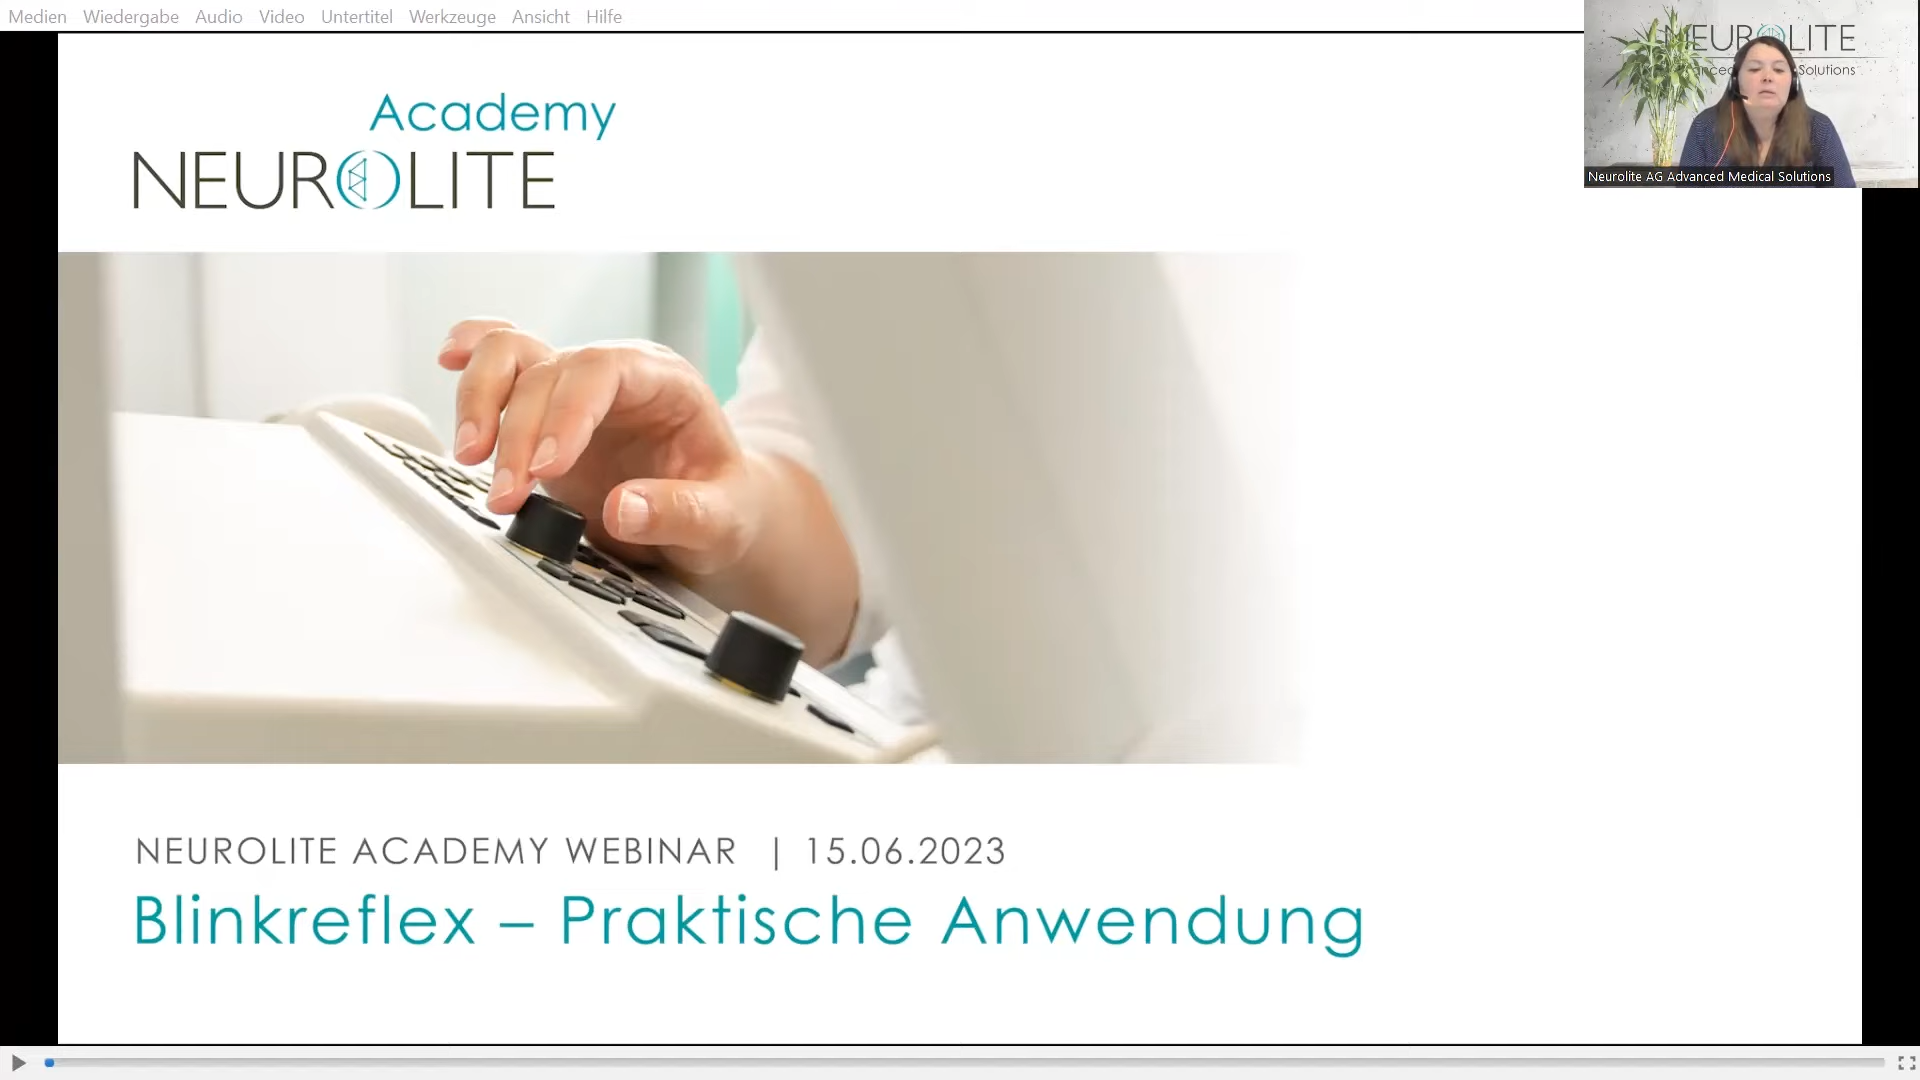 Medien Wiedergabe Audio Video Untertitel Werkzeuge Ansicht Hilfe
Academy
NEUROLITE
NEUROLITE
Solutions
Neurolite AG Advanced Medical Solutions
NEUROLITE ACADEMY WEBINAR | 15.06.2023
Blinkreflex – Praktische Anwendung